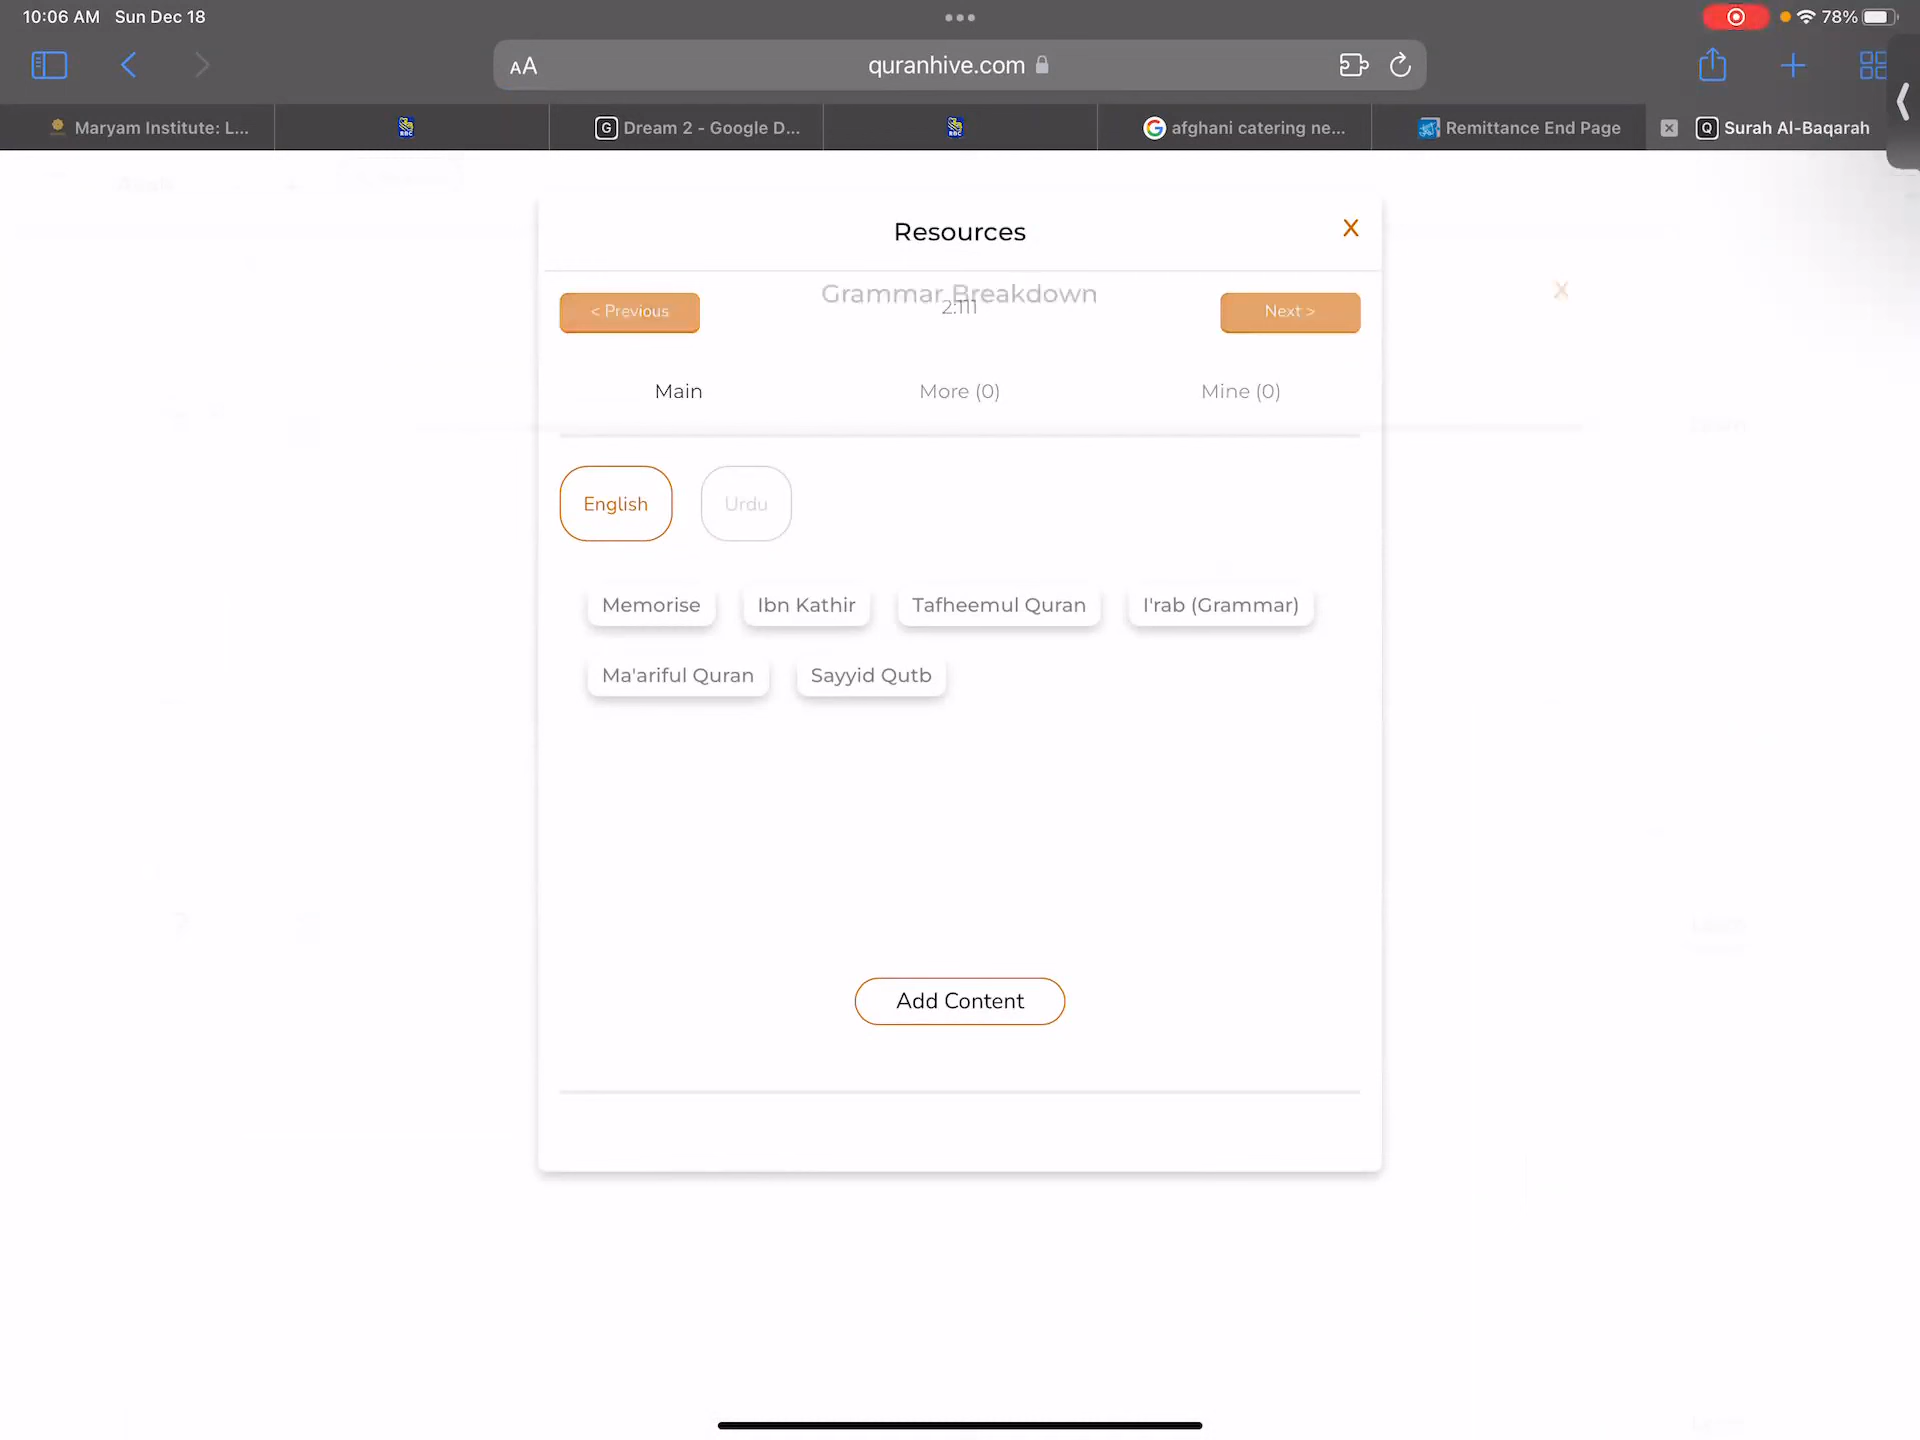 10:06 AM Sun Dec 18
78%
AA
quranhive.com
Maryam Institute: L...
RBC
G Dream 2 - Google D...
RBC
G afghani catering ne...
Remittance End Page
Q Surah Al-Baqarah
Resources
X
Grammar Breakdown
X
< Previous
2:111
Next >
Main
More (0)
Mine (0)
English
Urdu
Memorise
Ibn Kathir
Tafheemul Quran
I'rab (Grammar)
Ma'ariful Quran
Sayyid Qutb
Add Content